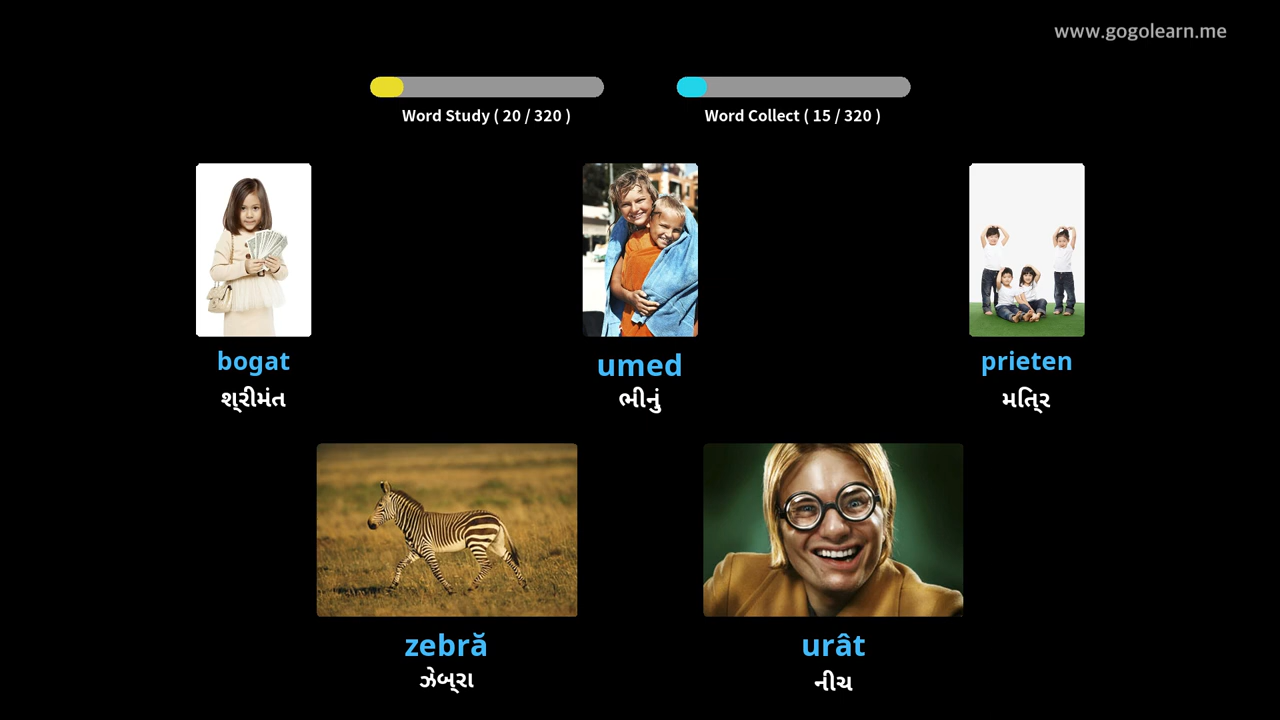 www.gogolearn.me
Word Study ( 20 / 320 )
Word Collect ( 15 / 320 )
bogat
શ્રીમંત
umed
ભીનું
prieten
મિત્ર
zebră
ઝેબ્રા
urât
નીચ